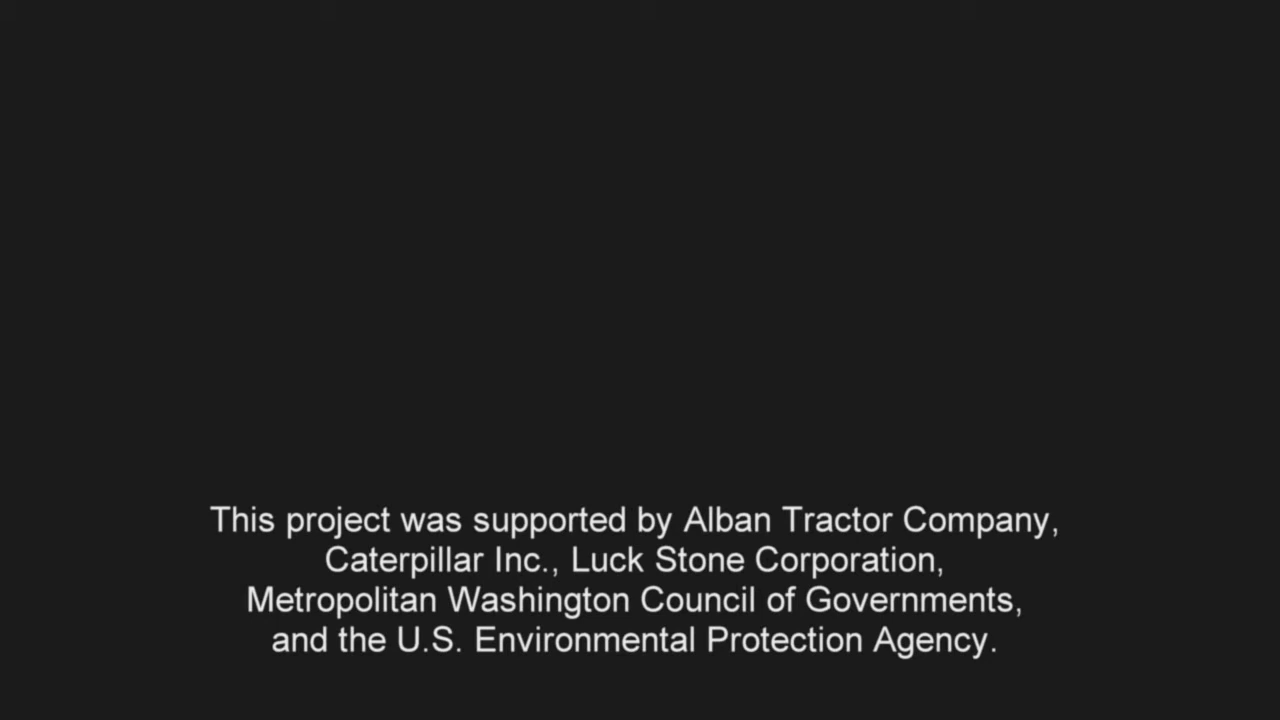 This project was supported by Alban Tractor Company,
Caterpillar Inc., Luck Stone Corporation,
Metropolitan Washington Council of Governments,
and the U.S. Environmental Protection Agency.